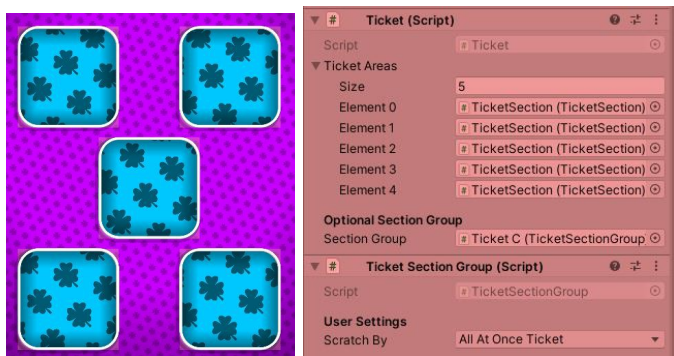 Ticket (Script)
Script Ticket
Ticket Areas
Size 5
Element 0 TicketSection (TicketSection)
Element 1 TicketSection (TicketSection)
Element 2 TicketSection (TicketSection)
Element 3 TicketSection (TicketSection)
Element 4 TicketSection (TicketSection)
Optional Section Group
Section Group Ticket C (TicketSectionGroup
Ticket Section Group (Script)
Script TicketSectionGroup
User Settings
Scratch By All At Once Ticket